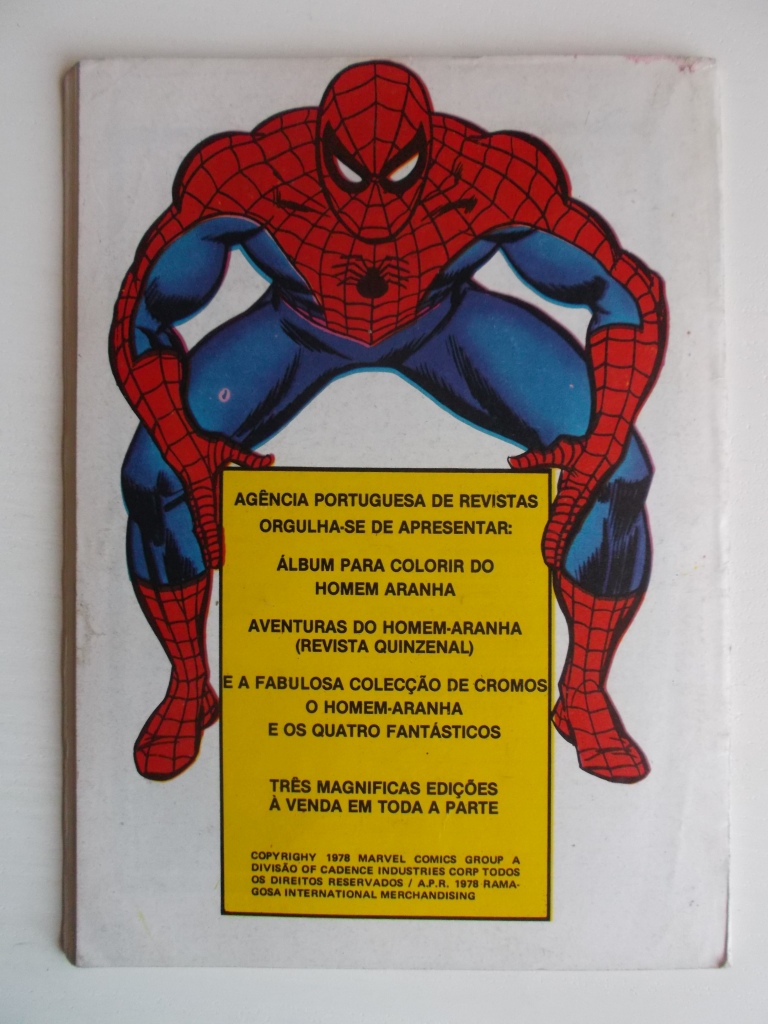 AGÊNCIA PORTUGUESA DE REVISTAS
ORGULHA-SE DE APRESENTAR:
ÁLBUM PARA COLORIR DO
HOMEM ARANHA
AVENTURAS DO HOMEM-ARANHA
(REVISTA QUINZENAL)
E A FABULOSA COLECÇÃO DE CROMOS
O HOMEM-ARANHA
E OS QUATRO FANTÁSTICOS
TRÊS MAGNIFICAS EDIÇÕES
À VENDA EM TODA A PARTE
COPYRIGHY 1978 MARVEL COMICS GROUP A
DIVISÃO OF CADENCE INDUSTRIES CORP TODOS
OS DIREITOS RESERVADOS / A.P.R. 1978 RAMA-
GOSA INTERNATIONAL MERCHANDISING